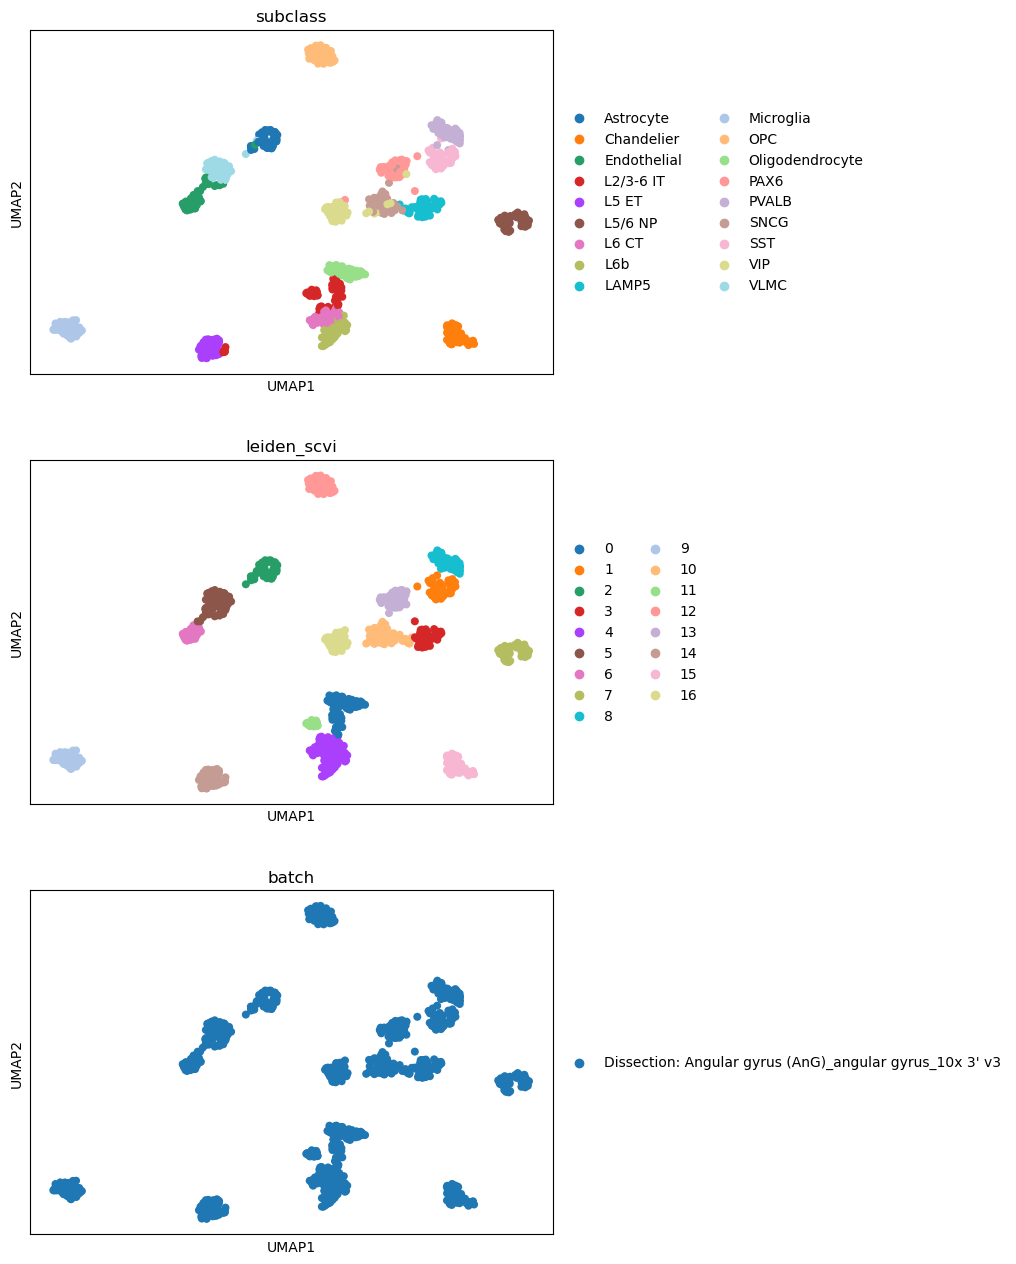 subclass
UMAP2
UMAP1
Astrocyte
Chandelier
Endothelial
L2/3-6 IT
L5 ET
L5/6 NP
L6 CT
L6b
LAMP5
Microglia
OPC
Oligodendrocyte
PAX6
PVALB
SNCG
SST
VIP
VLMC
leiden_scvi
UMAP2
UMAP1
0
1
2
3
4
5
6
7
8
9
10
11
12
13
14
15
16
batch
UMAP2
UMAP1
Dissection: Angular gyrus (AnG)_angular gyrus_10x 3' v3